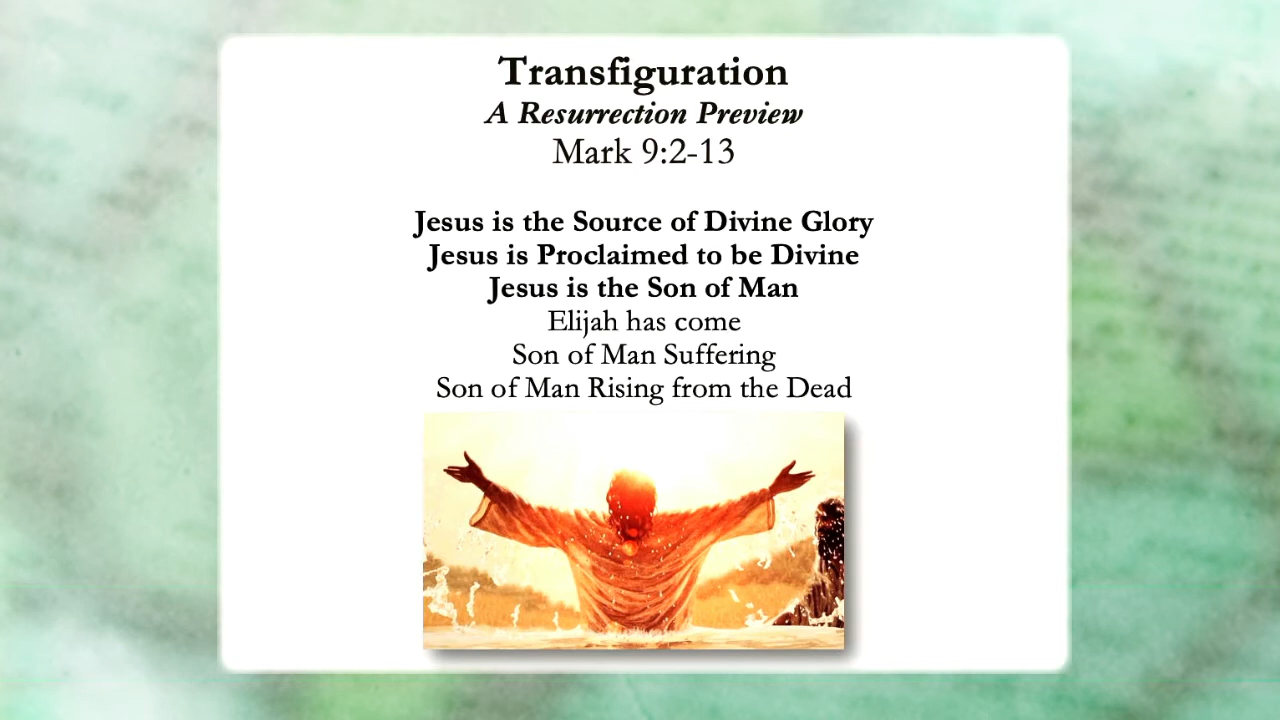 Transfiguration
A Resurrection Preview
Mark 9:2-13
Jesus is the Source of Divine Glory
Jesus is Proclaimed to be Divine
Jesus is the Son of Man
Elijah has come
Son of Man Suffering
Son of Man Rising from the Dead